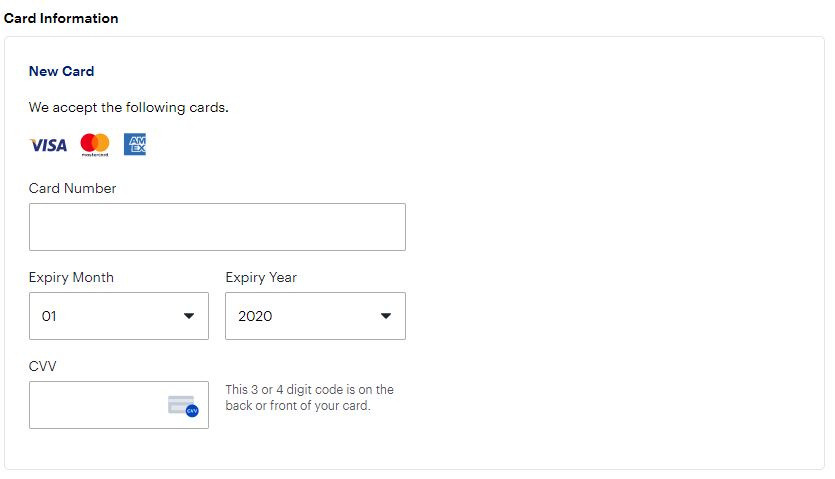 Card Information
New Card
We accept the following cards.
VISA mastercard AM EX
Card Number
Expiry Month Expiry Year
01 2020
CVV
This 3 or 4 digit code is on the
CVV
back or front of your card.